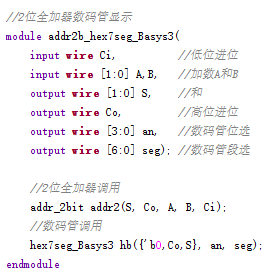 //2位全加器数码管显示
module addr2b_hex7seg_Basys3(
input wire Ci, //低位进位
input wire [1:0] A,B, //加数A和B
output wire [1:0] S, //和
output wire Co, //高位进位
output wire [3:0] an, //数码管位选
output wire [6:0] seg); //数码管段选
//2位全加器调用
addr_2bit addr2(S, Co, A, B, Ci);
//数码管调用
hex7seg_Basys3 hb({'b0,Co,S}, an, seg);
endmodule